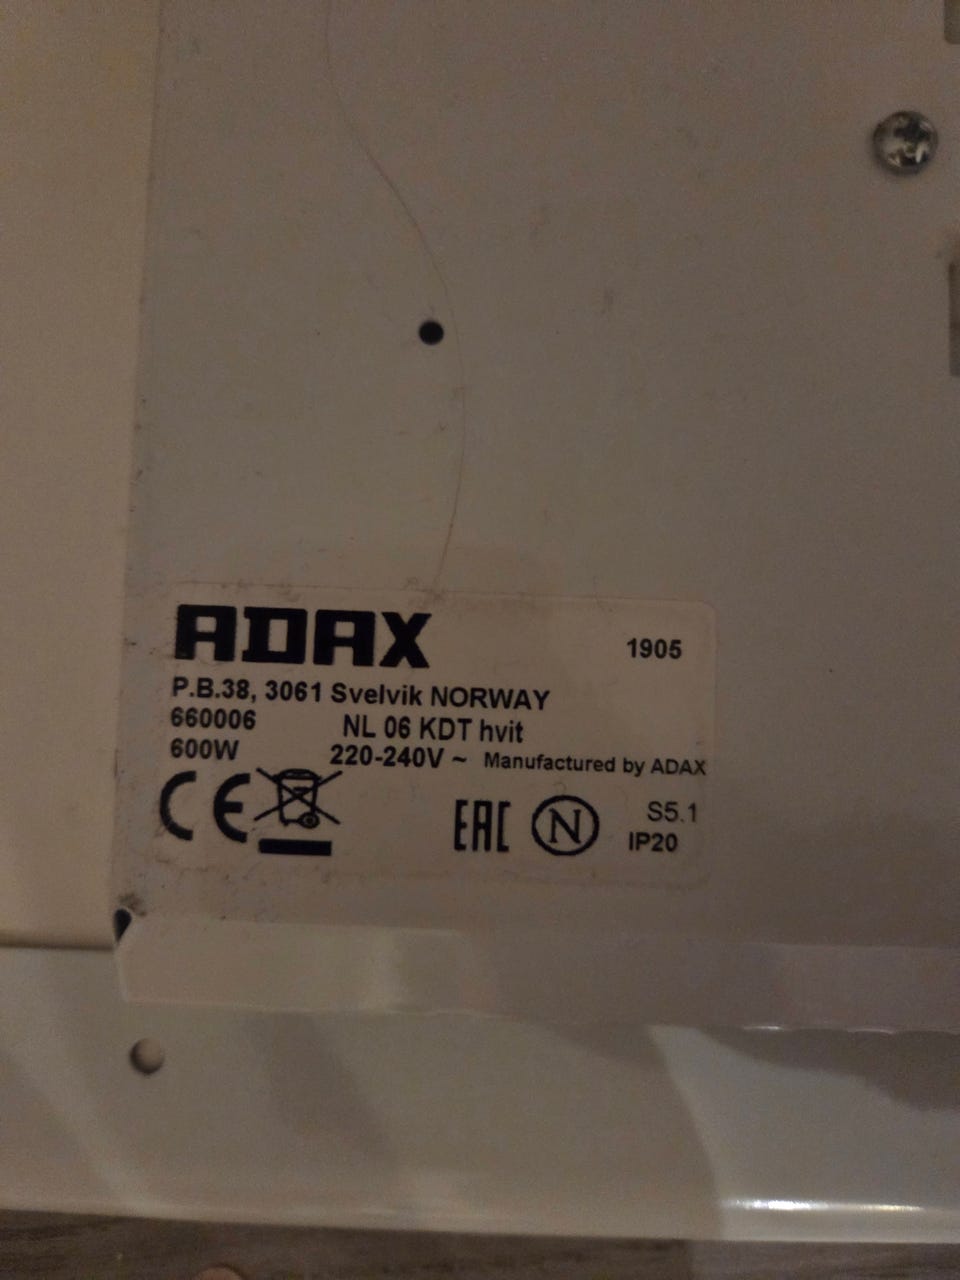 ADAX 1905
P.B.38, 3061 Svelvik NORWAY
660006 NL 06 KDT hvit
600W 220-240V ~ Manufactured by ADAX
CE EAC N S5.1
IP20